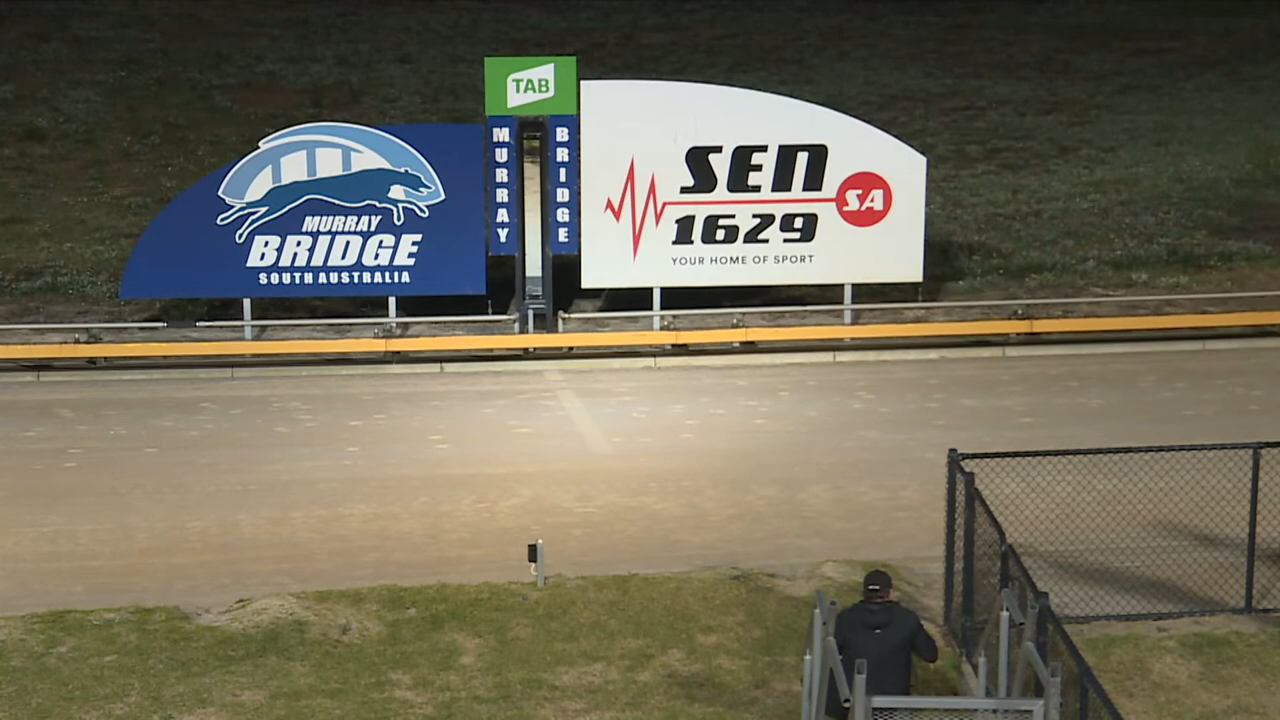 TAB
MURRAY
BRIDGE
MURRAY
BRIDGE
SOUTH AUSTRALIA
SEN
SA
1629
YOUR HOME OF SPORT